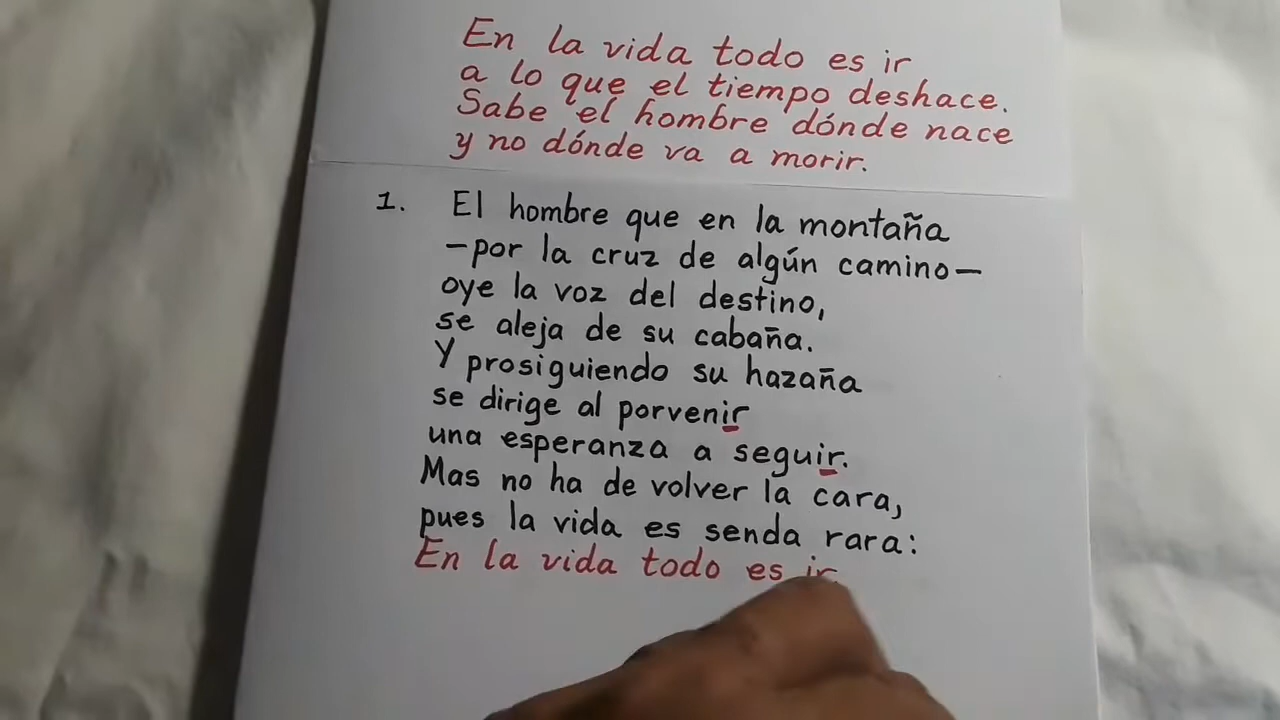 En la vida todo es ir
a lo que el tiempo deshace.
Sabe el hombre dónde nace
y no dónde va a morir.
1. El hombre que en la montaña
—por la cruz de algún camino—
oye la voz del destino,
se aleja de su cabaña.
Y prosiguiendo su hazaña
se dirige al porvenir
una esperanza a seguir.
Mas no ha de volver la cara,
pues la vida es senda rara:
En la vida todo es ir